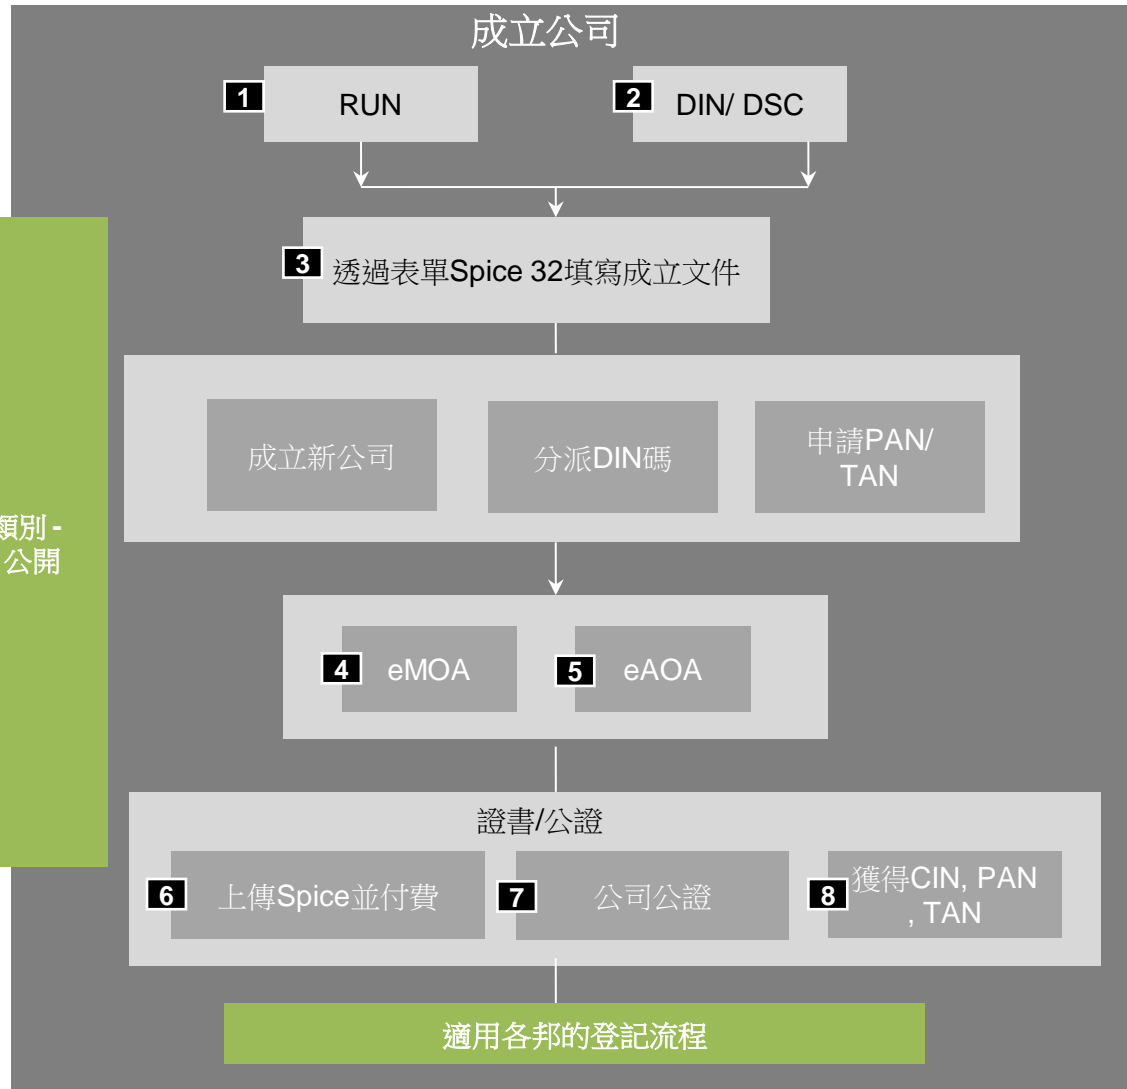 成立公司
1
RUN
2
DIN/ DSC
3
透過表單Spice 32填寫成立文件
成立新公司
分派DIN碼
申請PAN/
TAN
類別 -
公開
4
eMOA
5
eAOA
證書/公證
6
上傳Spice並付費
7
公司公證
8
獲得CIN, PAN
, TAN
適用各邦的登記流程